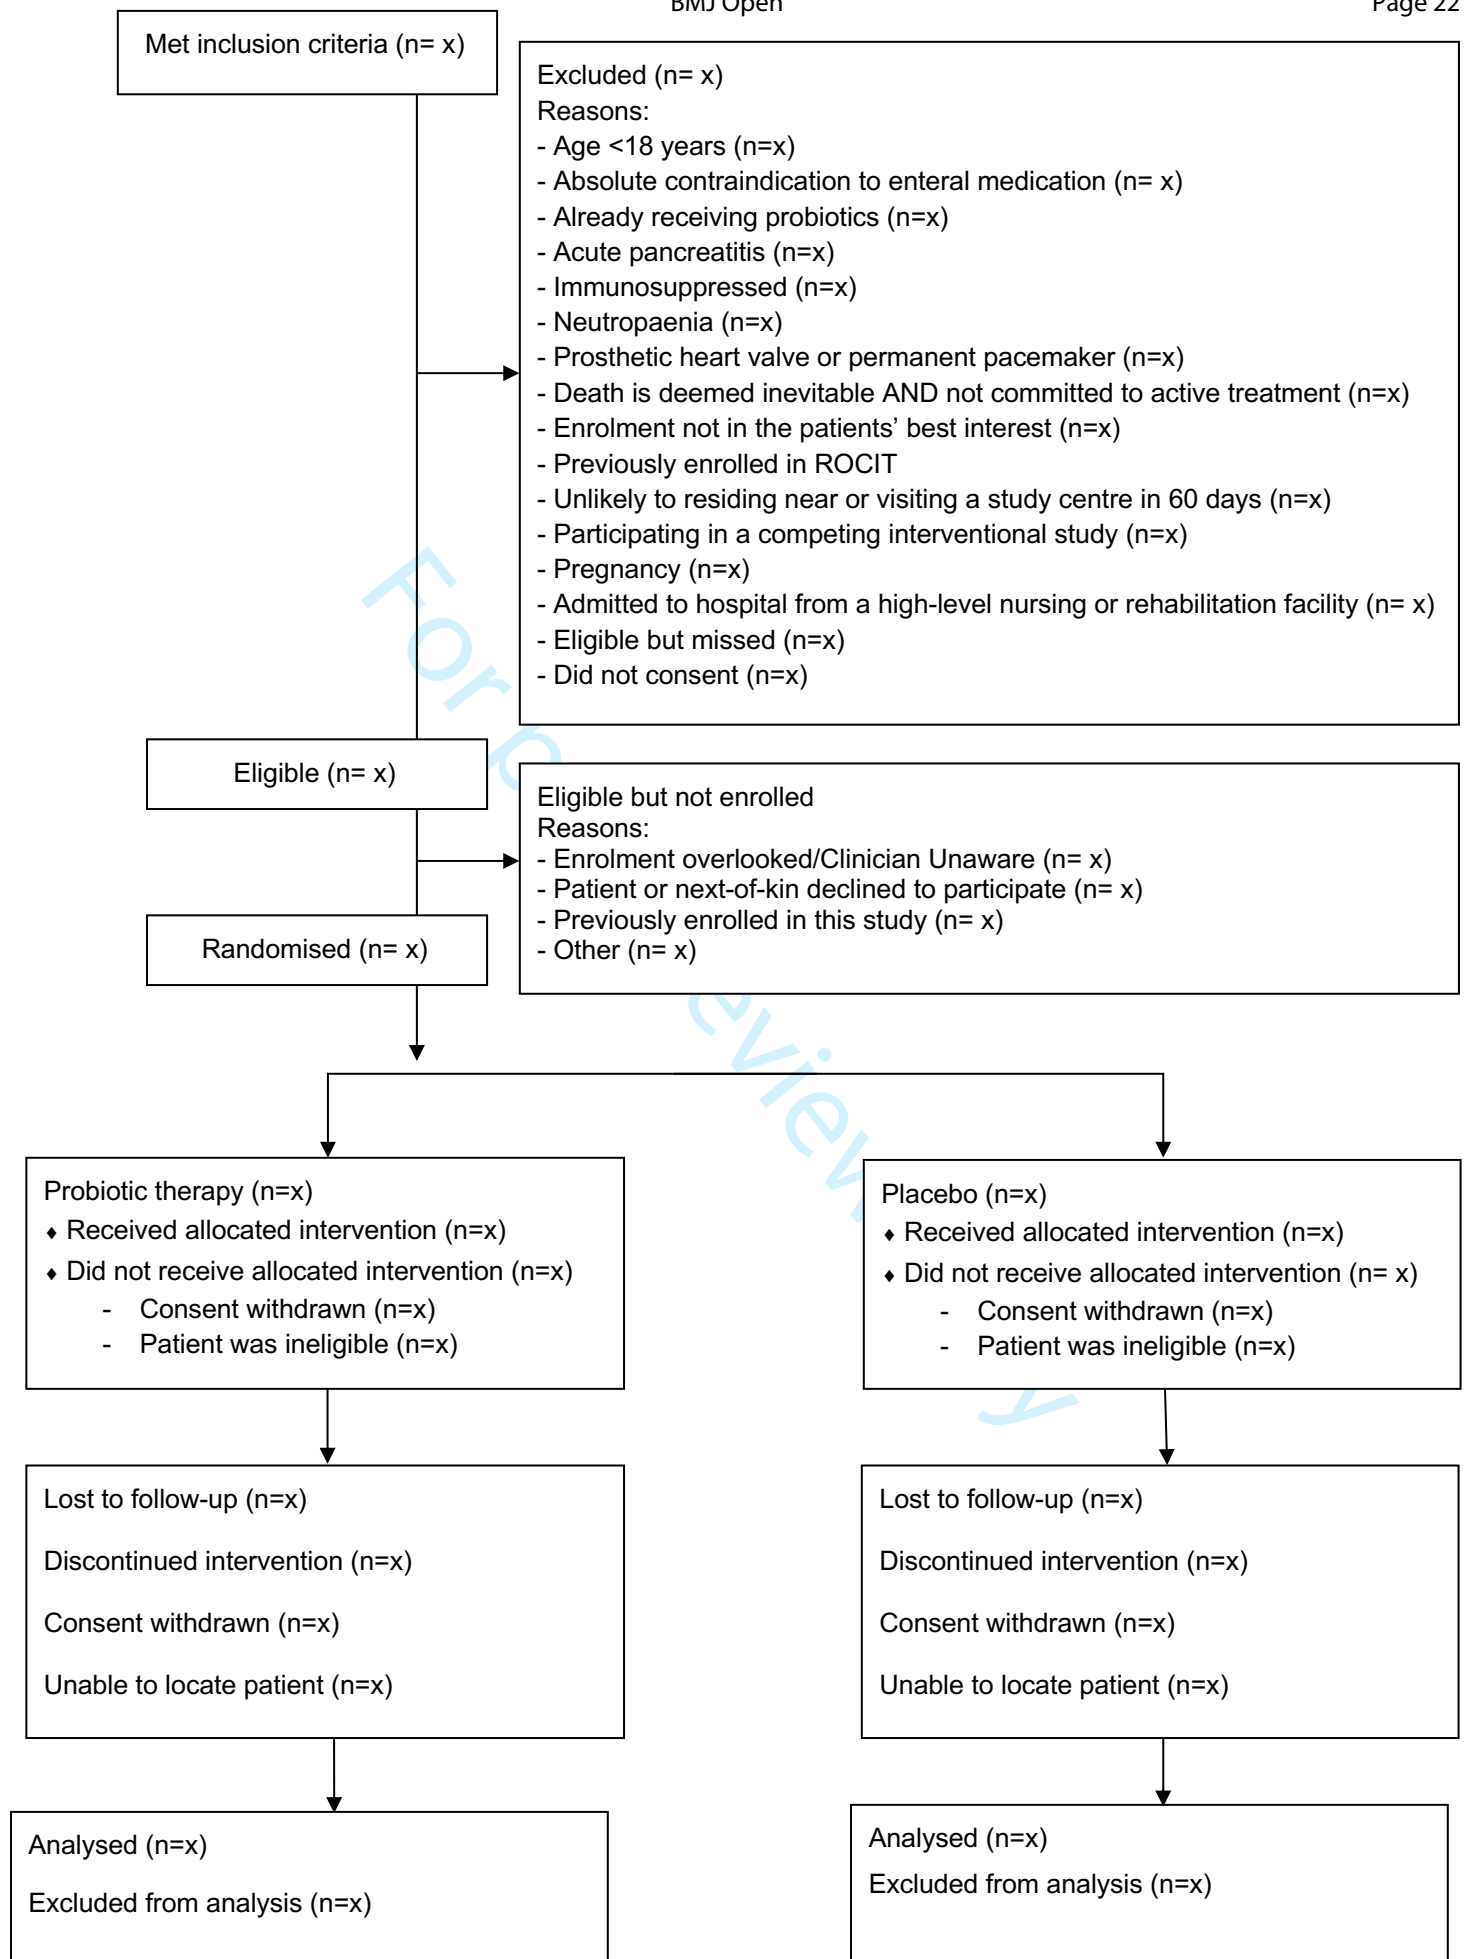 BMJ Open
Page 22
Met inclusion criteria (n= x)
Excluded (n= x)
Reasons:
- Age <18 years (n=x)
- Absolute contraindication to enteral medication (n= x)
- Already receiving probiotics (n=x)
- Acute pancreatitis (n=x)
- Immunosuppressed (n=x)
- Neutropaenia (n=x)
- Prosthetic heart valve or permanent pacemaker (n=x)
- Death is deemed inevitable AND not committed to active treatment (n=x)
- Enrolment not in the patients’ best interest (n=x)
- Previously enrolled in ROCIT
- Unlikely to residing near or visiting a study centre in 60 days (n=x)
- Participating in a competing interventional study (n=x)
- Pregnancy (n=x)
- Admitted to hospital from a high-level nursing or rehabilitation facility (n= x)
- Eligible but missed (n=x)
- Did not consent (n=x)
Eligible (n= x)
Eligible but not enrolled
Reasons:
- Enrolment overlooked/Clinician Unaware (n= x)
- Patient or next-of-kin declined to participate (n= x)
- Previously enrolled in this study (n= x)
- Other (n= x)
Randomised (n= x)
Probiotic therapy (n=x)
♦ Received allocated intervention (n=x)
♦ Did not receive allocated intervention (n=x)
- Consent withdrawn (n=x)
- Patient was ineligible (n=x)
Placebo (n=x)
♦ Received allocated intervention (n=x)
♦ Did not receive allocated intervention (n= x)
- Consent withdrawn (n=x)
- Patient was ineligible (n=x)
Lost to follow-up (n=x)
Discontinued intervention (n=x)
Consent withdrawn (n=x)
Unable to locate patient (n=x)
Lost to follow-up (n=x)
Discontinued intervention (n=x)
Consent withdrawn (n=x)
Unable to locate patient (n=x)
Analysed (n=x)
Excluded from analysis (n=x)
Analysed (n=x)
Excluded from analysis (n=x)